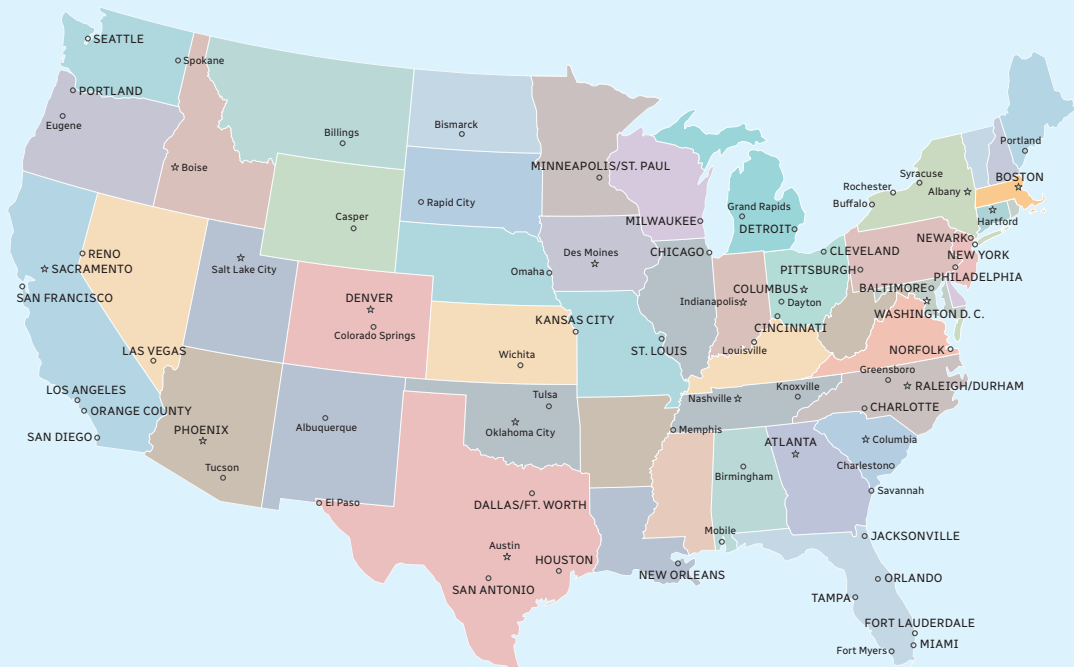 SEATTLE
Spokane
PORTLAND
Eugene
Boise
Billings
Bismarck
MINNEAPOLIS/ST. PAUL
Rapid City
Casper
MILWAUKEE
Grand Rapids
DETROIT
Portland
BOSTON
Syracuse
Rochester
Albany
Buffalo
Hartford
NEWARK
NEW YORK
PHILADELPHIA
CLEVELAND
PITTSBURGH
BALTIMORE
WASHINGTON D. C.
COLUMBUS
Dayton
CINCINNATI
Indianapolis
Louisville
CHICAGO
Des Moines
Omaha
RENO
SACRAMENTO
SAN FRANCISCO
Salt Lake City
DENVER
Colorado Springs
KANSAS CITY
ST. LOUIS
Wichita
LAS VEGAS
LOS ANGELES
ORANGE COUNTY
SAN DIEGO
PHOENIX
Tucson
Albuquerque
El Paso
Tulsa
Oklahoma City
Nashville
Knoxville
Memphis
NORFOLK
Greensboro
RALEIGH/DURHAM
CHARLOTTE
Columbia
Charleston
Savannah
ATLANTA
Birmingham
Mobile
DALLAS/FT. WORTH
Austin
HOUSTON
SAN ANTONIO
NEW ORLEANS
JACKSONVILLE
ORLANDO
TAMPA
FORT LAUDERDALE
MIAMI
Fort Myers